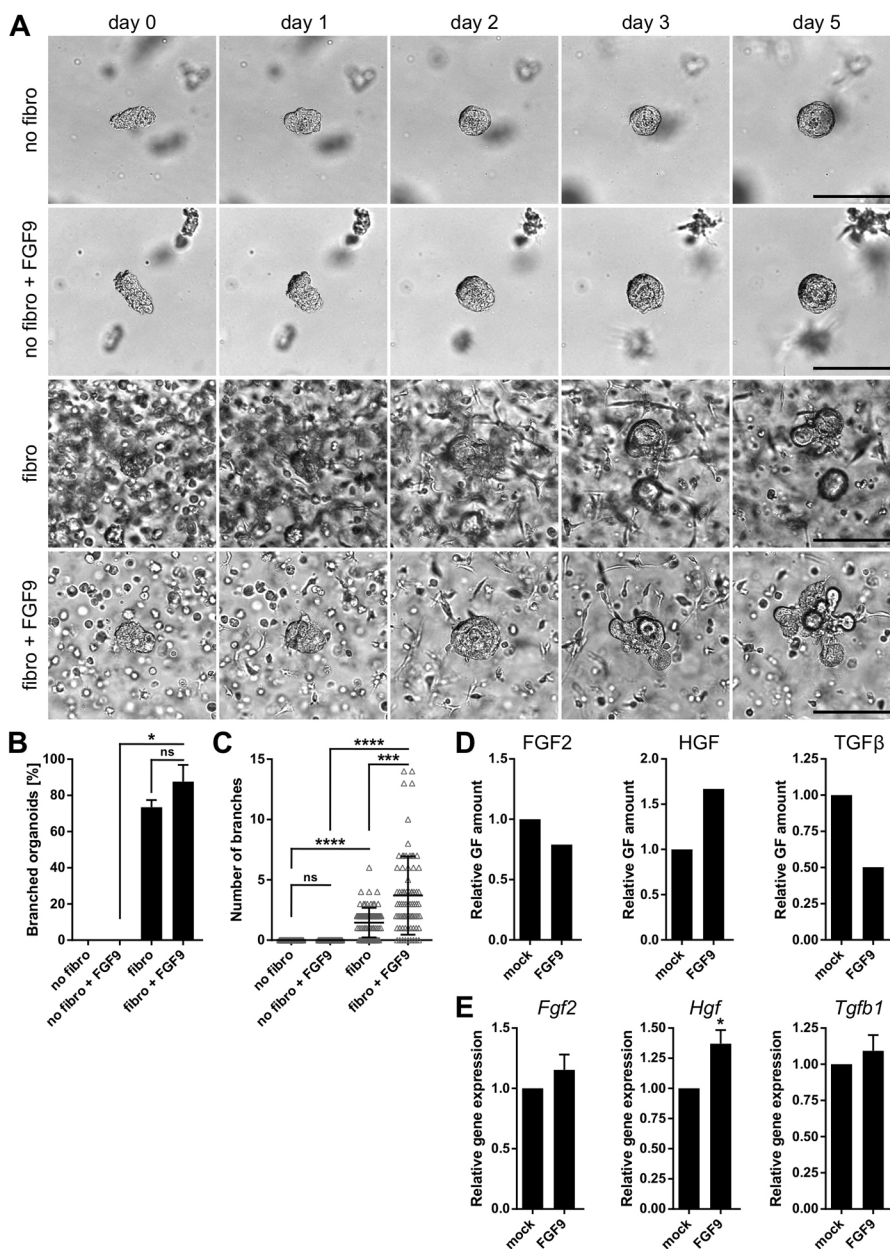 A
day 0
day 1
day 2
day 3
day 5
no fibro
no fibro + FGF9
fibro
fibro + FGF9
B
Branched organoids [%]
100
80
60
40
20
0
*
ns
no fibro
no fibro + FGF9
fibro
fibro + FGF9
C
Number of branches
15
10
5
0
****
***
****
ns
no fibro
no fibro + FGF9
fibro
fibro + FGF9
D
FGF2
Relative GF amount
1.5
1.0
0.5
0.0
mock
FGF9
HGF
Relative GF amount
2.0
1.5
1.0
0.5
0.0
mock
FGF9
TGFβ
Relative GF amount
1.25
1.00
0.75
0.50
0.25
0.00
mock
FGF9
E
Fgf2
Relative gene expression
1.5
1.0
0.5
0.0
mock
FGF9
Hgf
Relative gene expression
1.50
1.25
1.00
0.75
0.50
0.25
0.00
*
mock
FGF9
Tgfb1
Relative gene expression
1.25
1.00
0.75
0.50
0.25
0.00
mock
FGF9